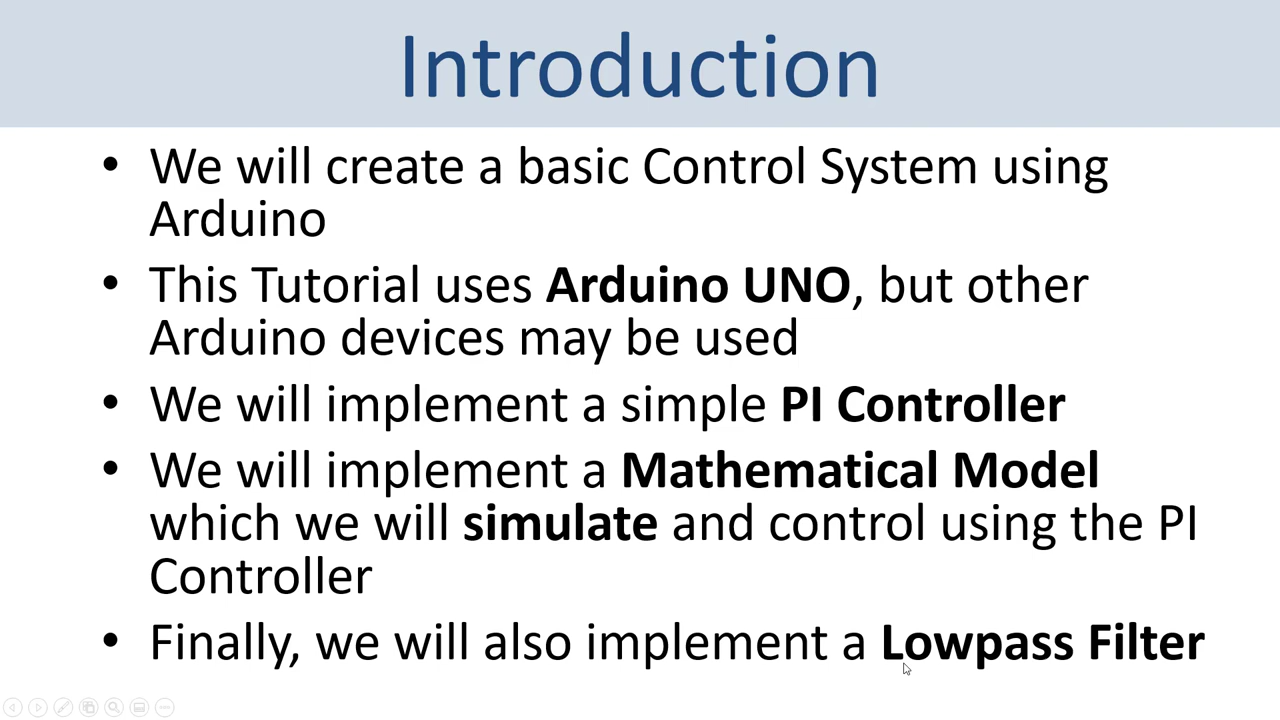 Introduction
• We will create a basic Control System using
Arduino
• This Tutorial uses Arduino UNO, but other
Arduino devices may be used
• We will implement a simple PI Controller
• We will implement a Mathematical Model
which we will simulate and control using the PI
Controller
• Finally, we will also implement a Lowpass Filter